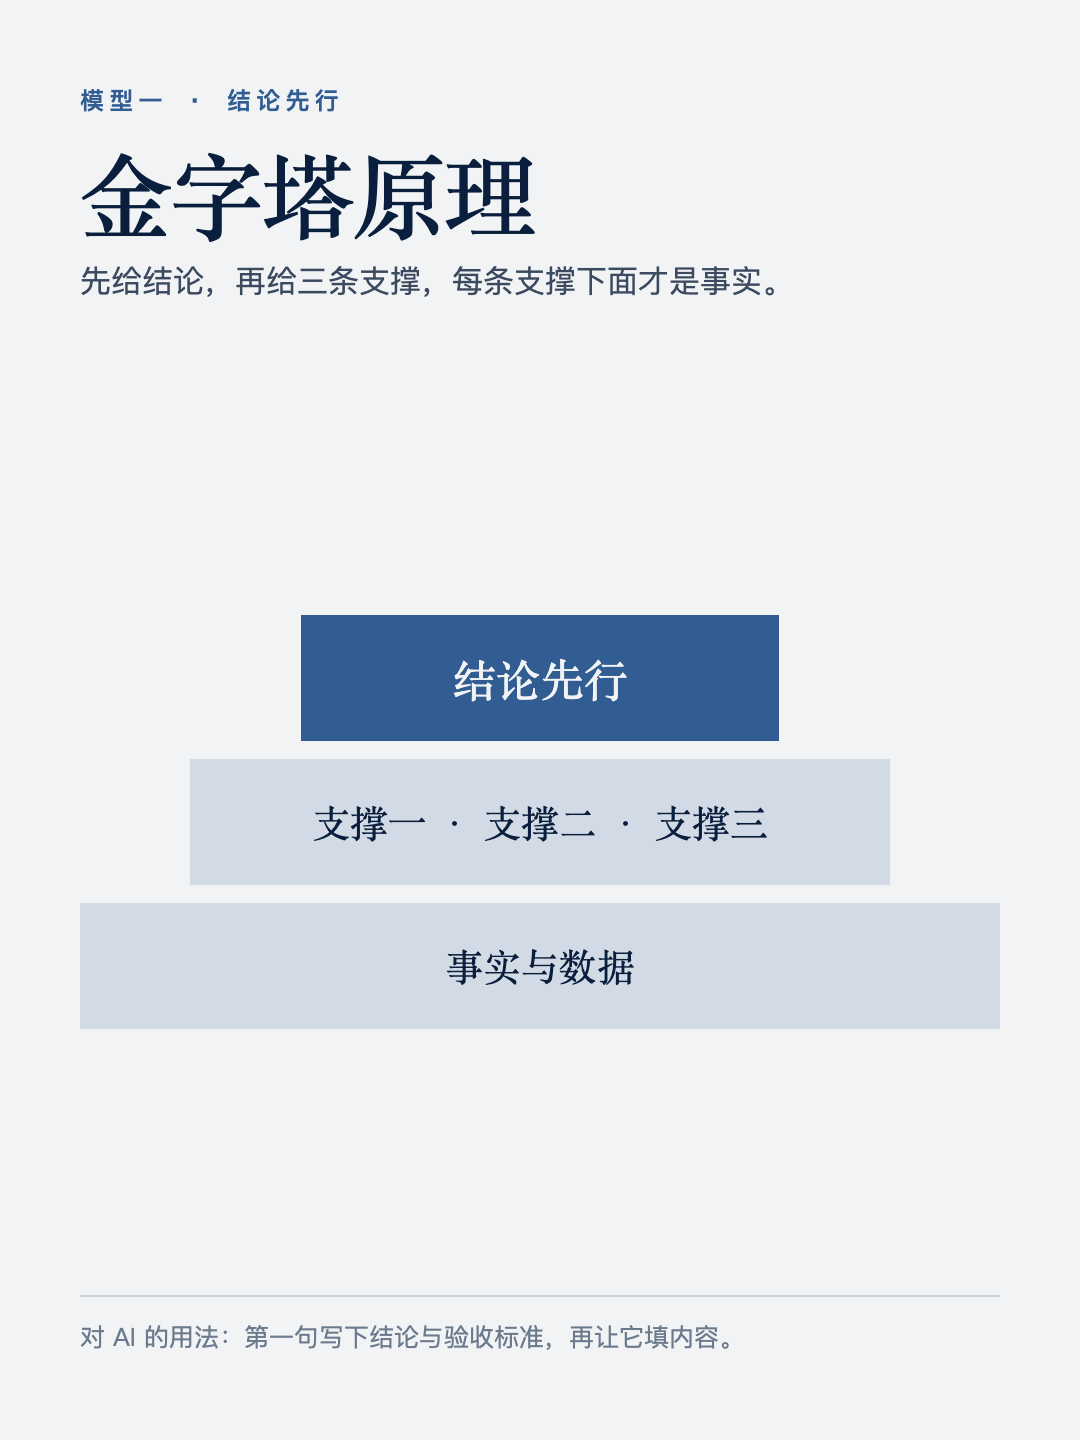 模型一 · 结论先行
金字塔原理
先给结论，再给三条支撑，每条支撑下面才是事实。
结论先行
支撑一 · 支撑二 · 支撑三
事实与数据
对 AI 的用法：第一句写下结论与验收标准，再让它填内容。